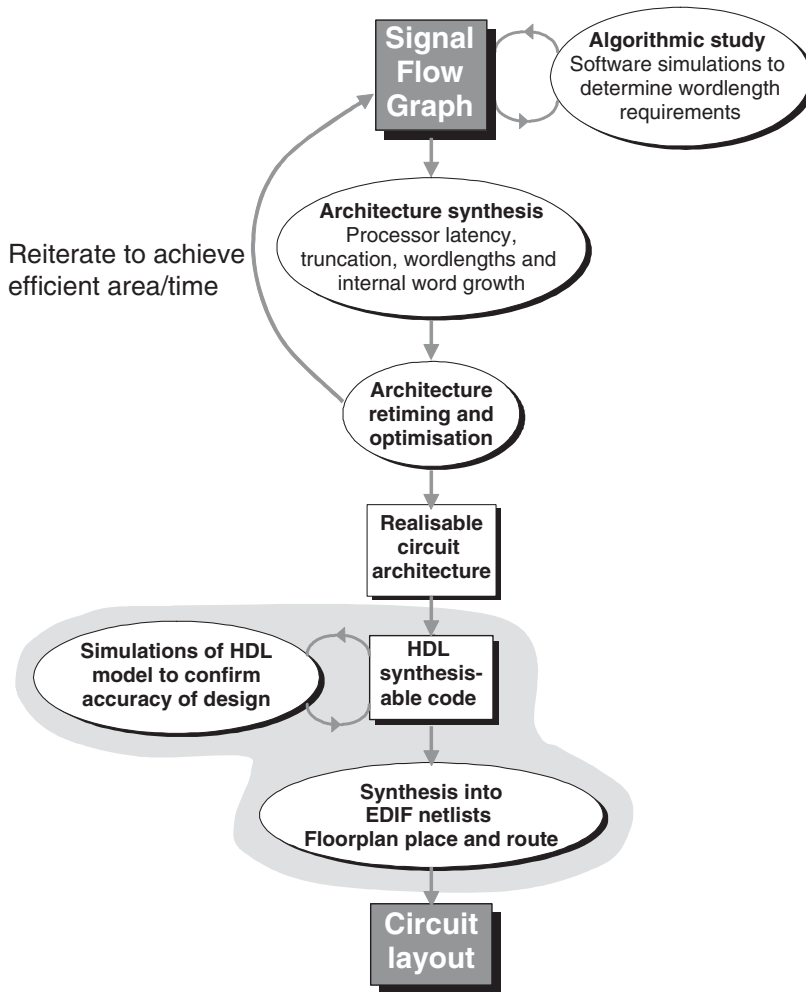 Signal
Flow
Graph
Algorithmic study
Software simulations to
determine wordlength
requirements
Architecture synthesis
Processor latency,
truncation, wordlengths and
internal word growth
Reiterate to achieve
efficient area/time
Architecture
retiming and
optimisation
Realisable
circuit
architecture
Simulations of HDL
model to confirm
accuracy of design
HDL
synthesis-
able code
Synthesis into
EDIF netlists
Floorplan place and route
Circuit
layout